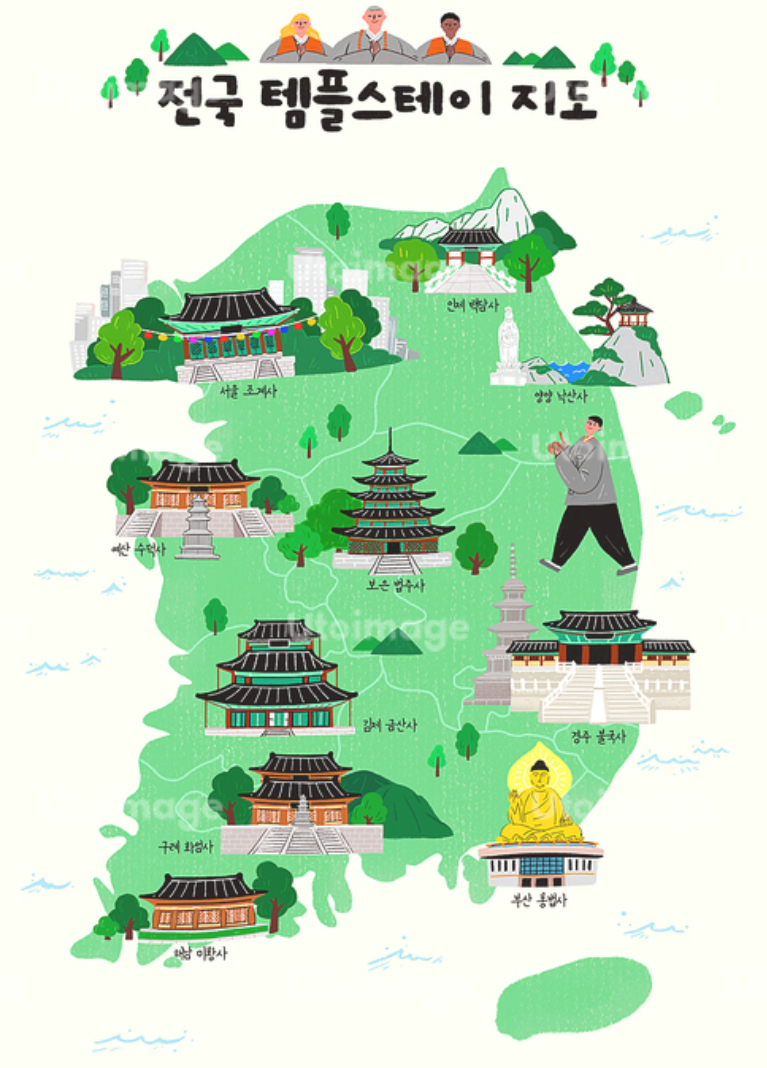 전국 템플스테이 지도
Utoimage
인제 백담사
서울 조계사
양양 낙산사
예산 수덕사
보은 법주사
Utoimage
김제 금산사
경주 불국사
구례 화엄사
부산 홍법사
해남 미황사